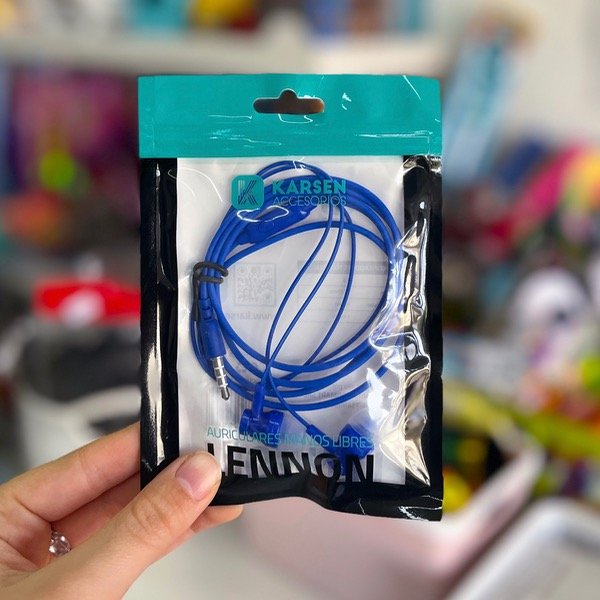 KARSEN
ACCESORIOS
AURICULARES MANOS LIBRES
LENNON